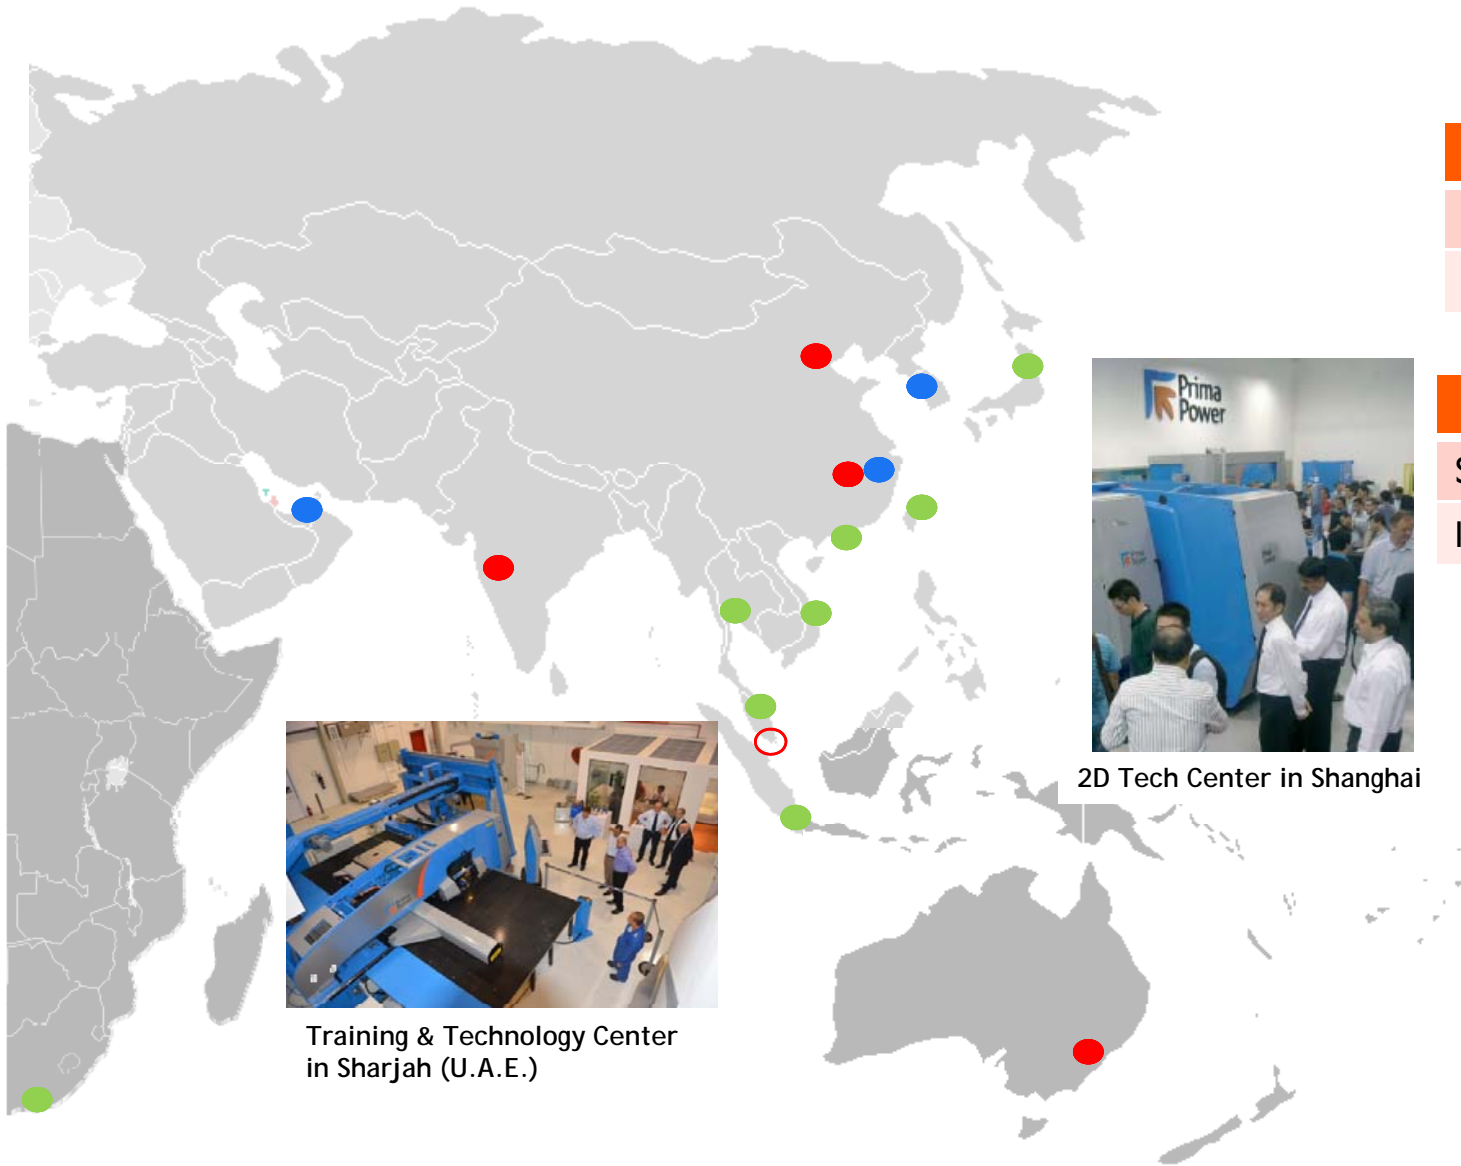 Prima
Power
S
2D Tech Center in Shanghai
Training & Technology Center
in Sharjah (U.A.E.)